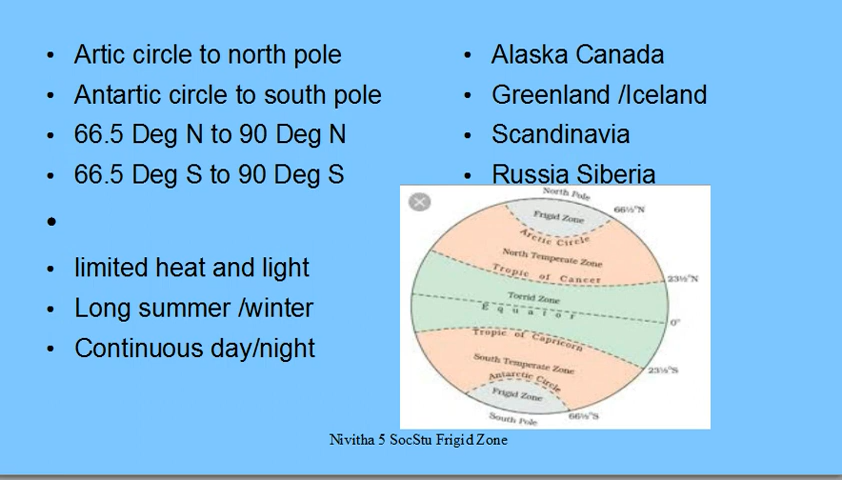 Artic circle to north pole
Antartic circle to south pole
66.5 Deg N to 90 Deg N
66.5 Deg S to 90 Deg S
limited heat and light
Long summer /winter
Continuous day/night
Alaska Canada
Greenland /Iceland
Scandinavia
Russia Siberia
North Pole
66½°N
Frigid Zone
Arctic Circle
North Temperate Zone
Tropic of Cancer
23½°N
Torrid Zone
Equator
0°
Tropic of Capricorn
South Temperate Zone
23½°S
Antarctic Circle
Frigid Zone
66½°S
South Pole
Nivitha 5 SocStu Frigid Zone